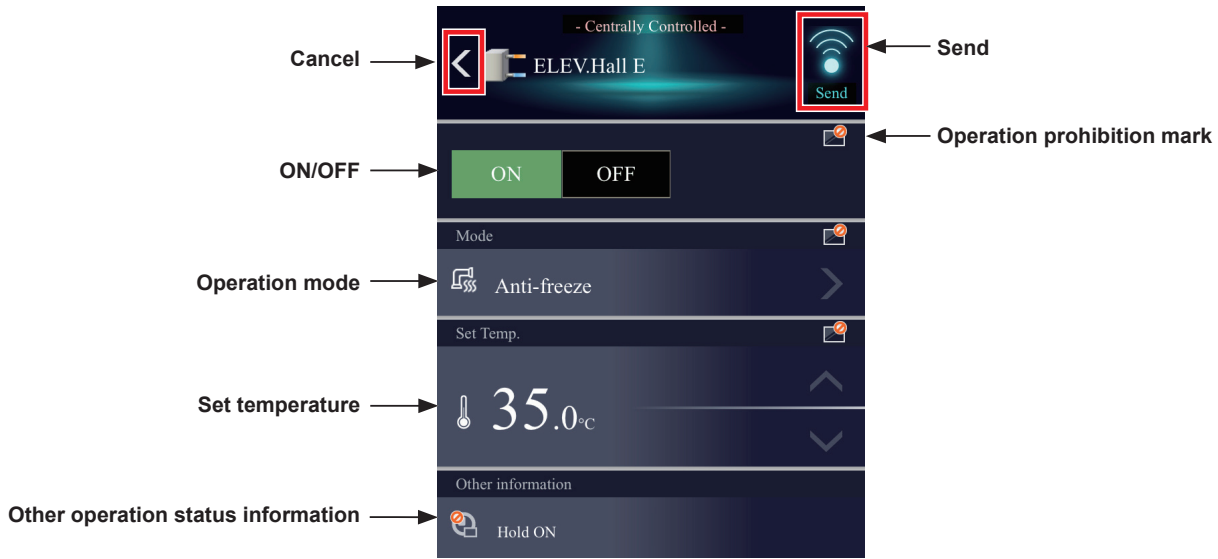 - Centrally Controlled -
Cancel
ELEV.Hall E
Send
Send
Operation prohibition mark
ON/OFF
ON OFF
Mode
Operation mode
Anti-freeze
Set Temp.
Set temperature
35.0°C
Other information
Other operation status information
Hold ON